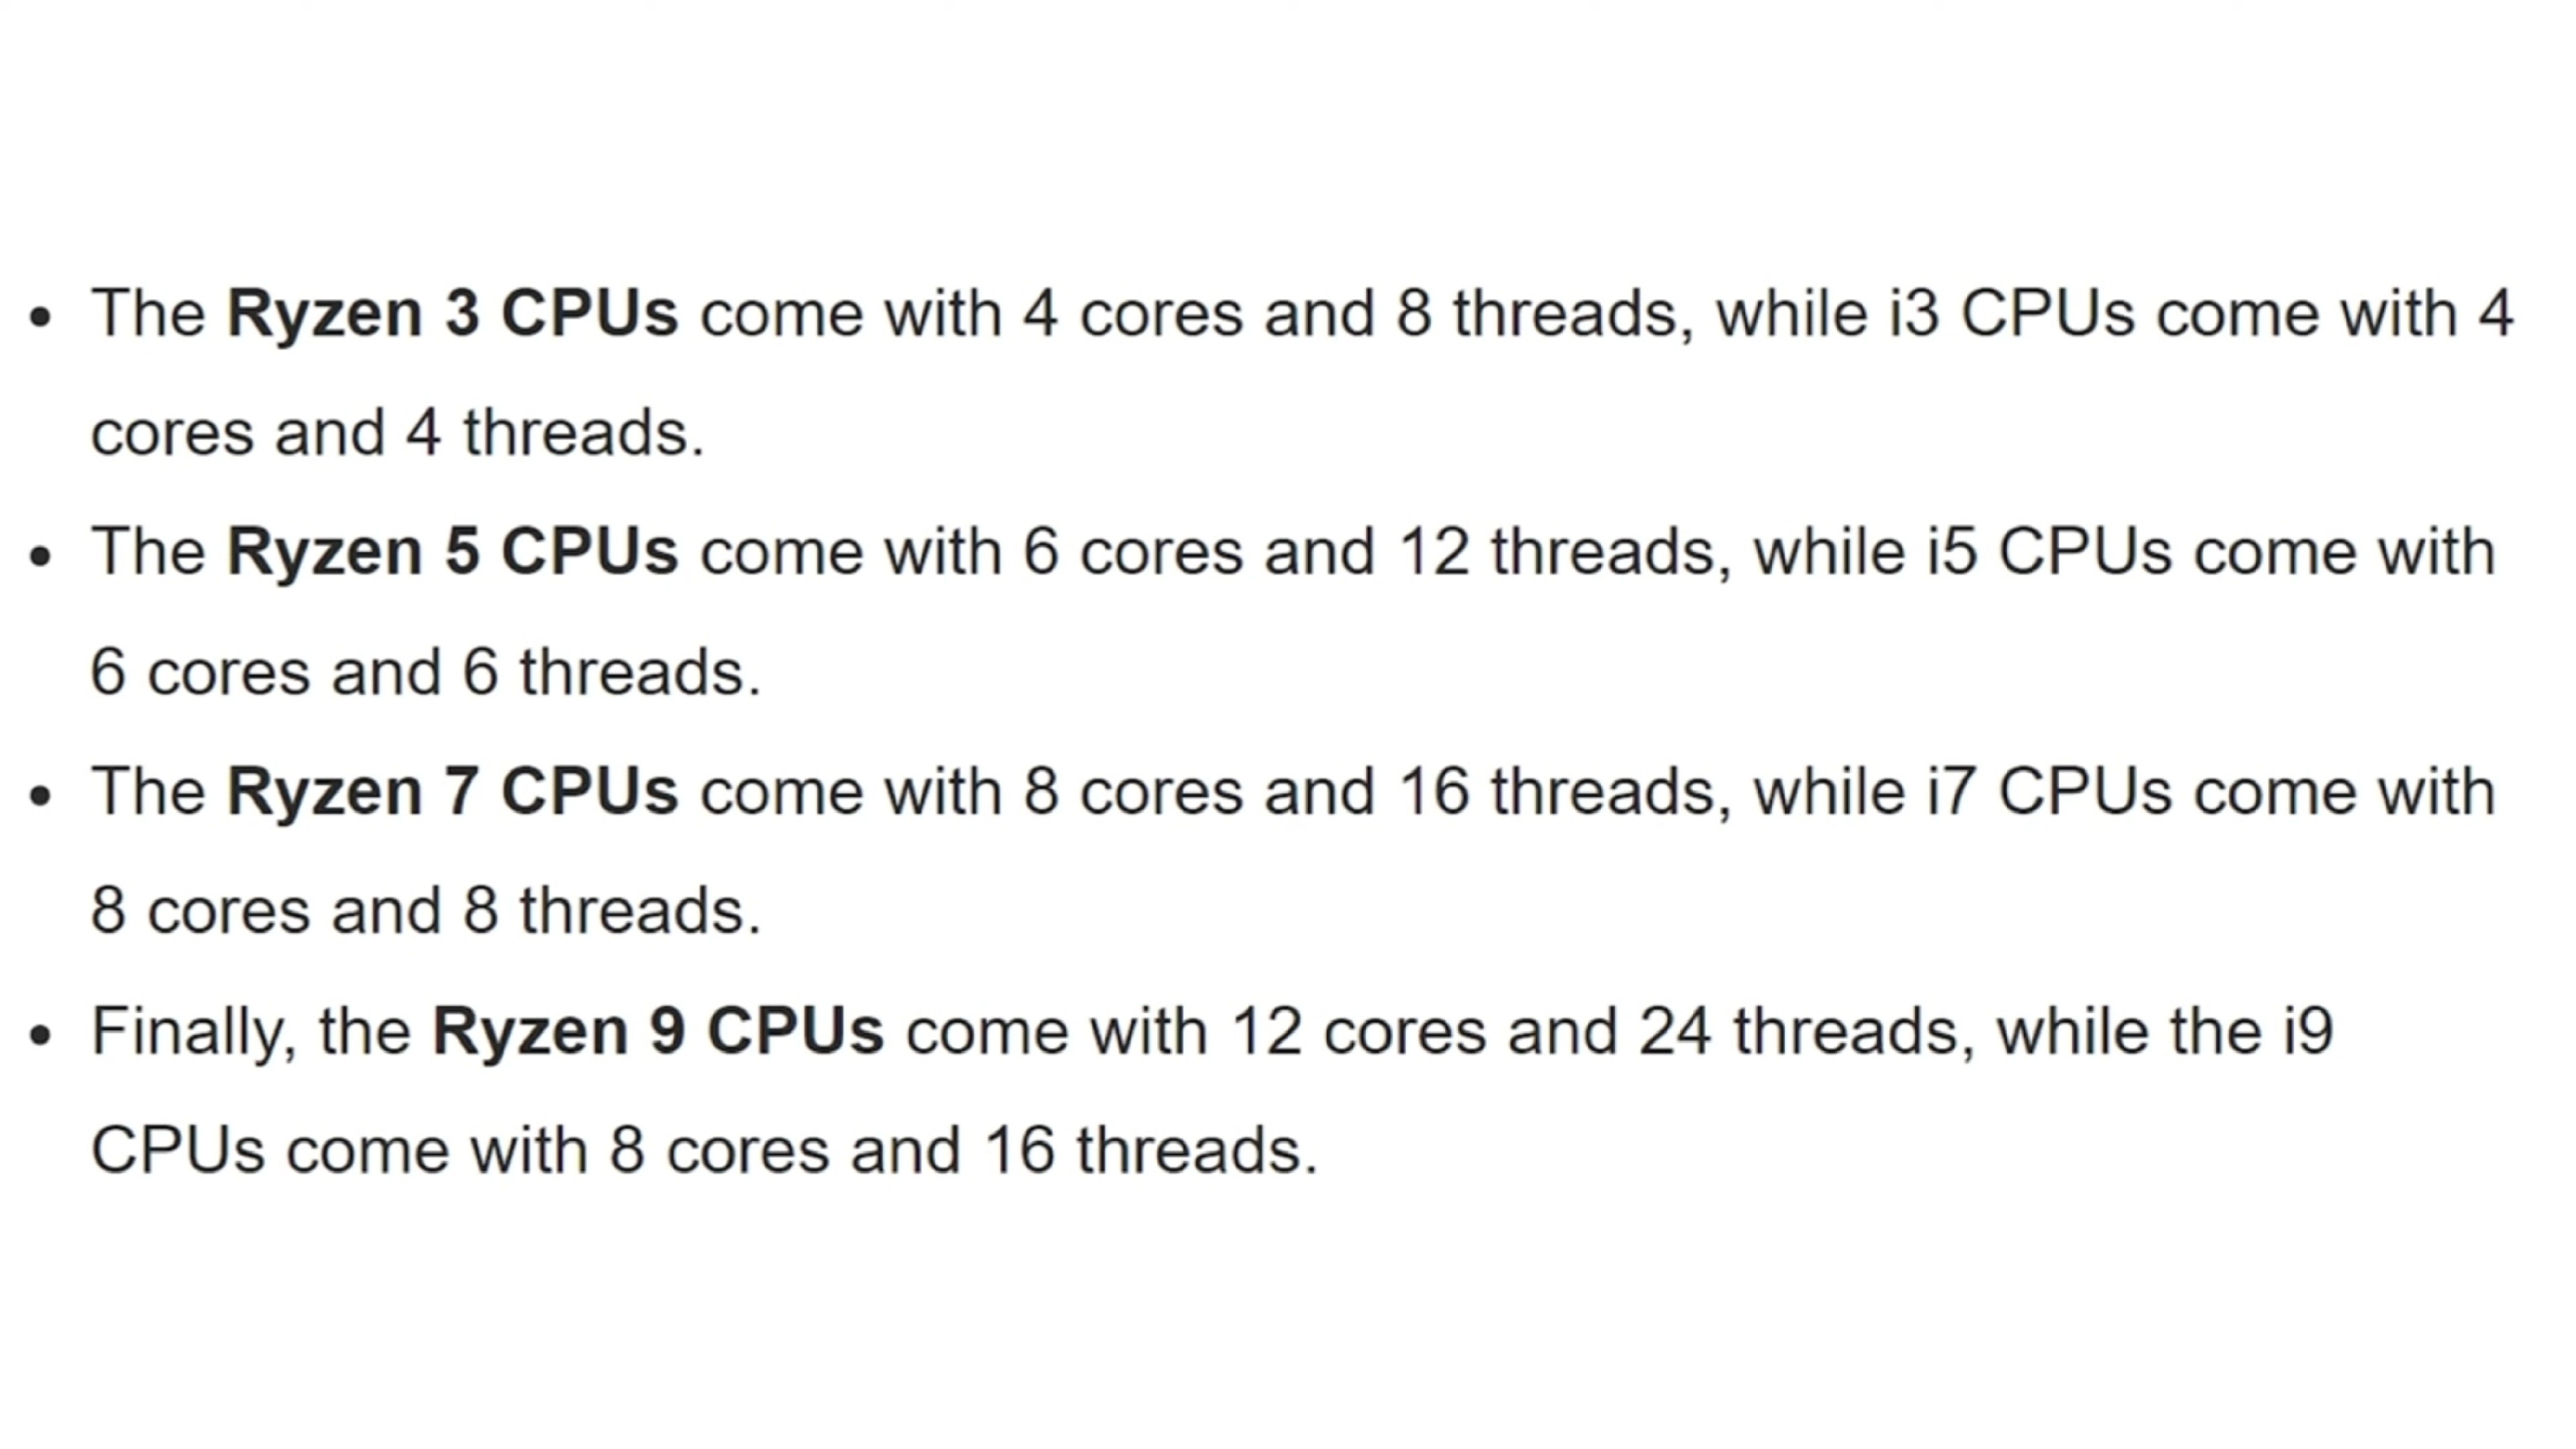 • The Ryzen 3 CPUs come with 4 cores and 8 threads, while i3 CPUs come with 4
cores and 4 threads.
• The Ryzen 5 CPUs come with 6 cores and 12 threads, while i5 CPUs come with
6 cores and 6 threads.
• The Ryzen 7 CPUs come with 8 cores and 16 threads, while i7 CPUs come with
8 cores and 8 threads.
• Finally, the Ryzen 9 CPUs come with 12 cores and 24 threads, while the i9
CPUs come with 8 cores and 16 threads.